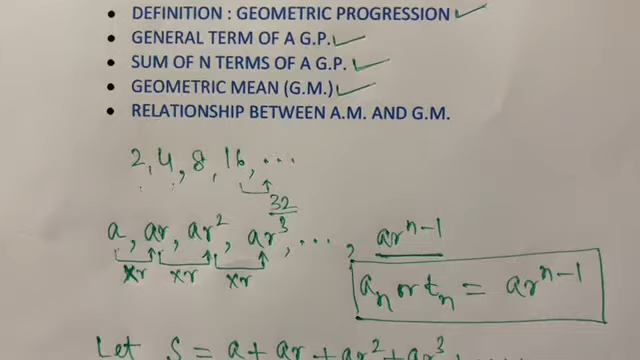 • DEFINITION : GEOMETRIC PROGRESSION ✓
• GENERAL TERM OF A G.P. ✓
• SUM OF N TERMS OF A G.P. ✓
• GEOMETRIC MEAN (G.M.) ✓
• RELATIONSHIP BETWEEN A.M. AND G.M.
2, 4, 8, 16, ...
32
a, ar, ar², ar³, ..., arⁿ⁻¹
×r ×r ×r
aₙ or tₙ = arⁿ⁻¹
Let S = a + ar + ar² + ar³